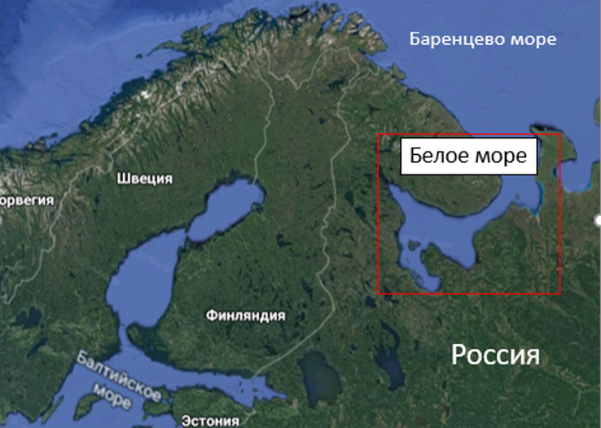 Баренцево море
Белое море
Швеция
орвегия
Финляндия
Россия
Балтийское
море
Эстония